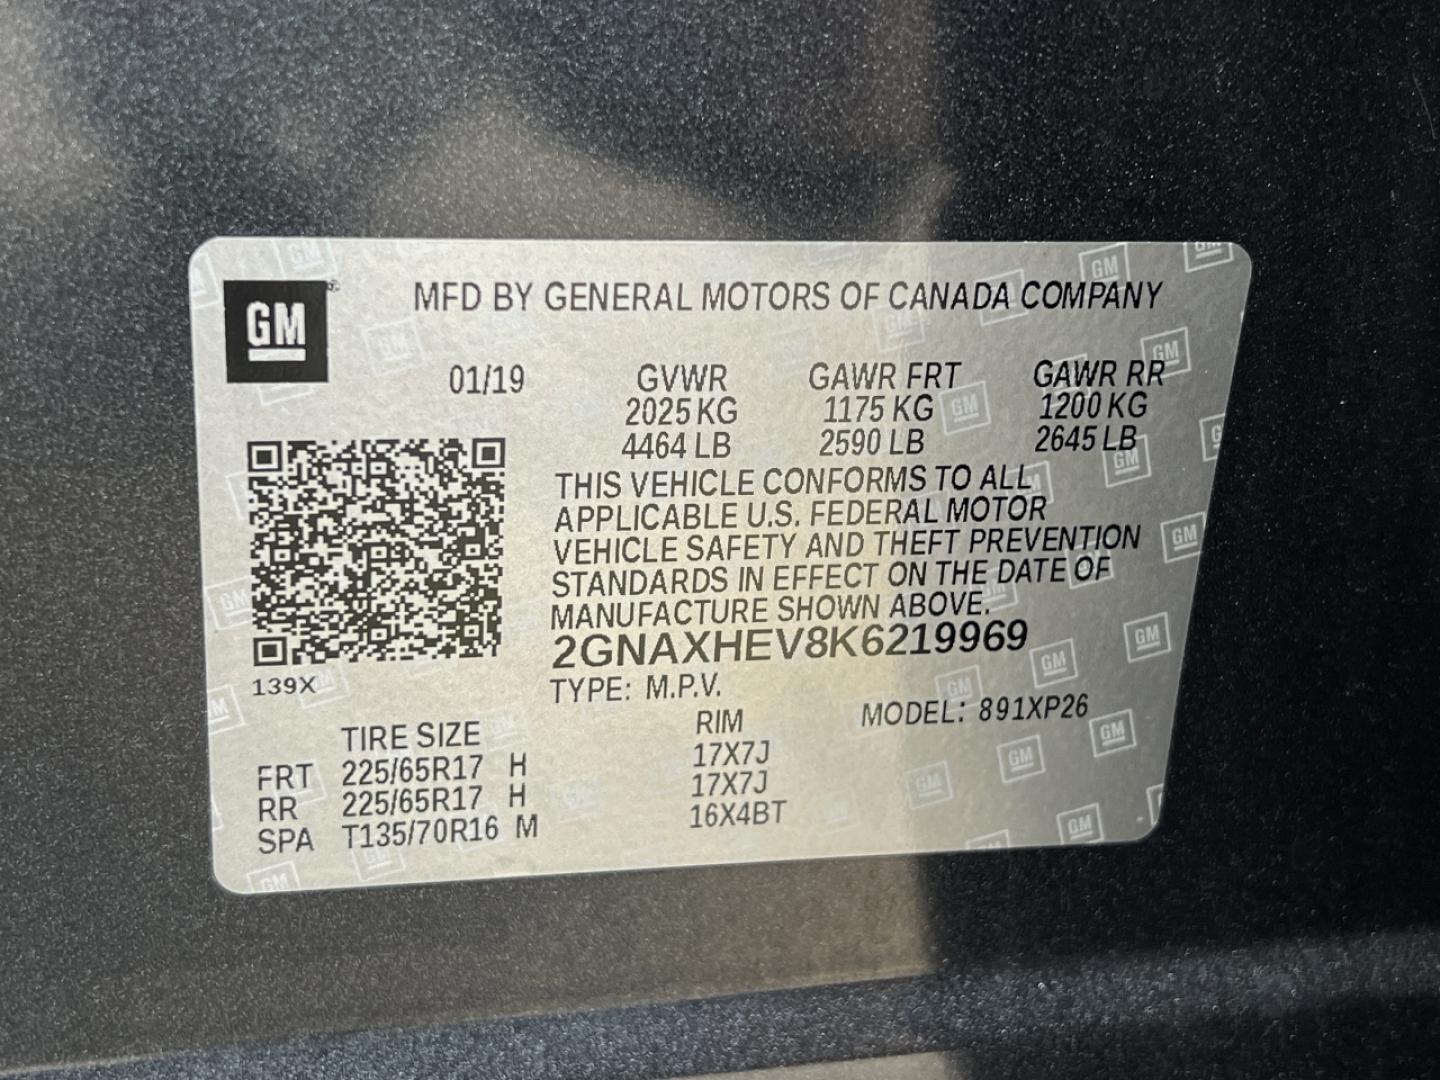 GM
MFD BY GENERAL MOTORS OF CANADA COMPANY
01/19 GVWR GAWR FRT GAWR RR
2025 KG 1175 KG 1200 KG
4464 LB 2590 LB 2645 LB
THIS VEHICLE CONFORMS TO ALL
APPLICABLE U.S. FEDERAL MOTOR
VEHICLE SAFETY AND THEFT PREVENTION
STANDARDS IN EFFECT ON THE DATE OF
MANUFACTURE SHOWN ABOVE.
2GNAXHEV8K6219969
139X
TYPE: M.P.V.
MODEL: 891XP26
TIRE SIZE RIM
FRT 225/65R17 H 17X7J
RR 225/65R17 H 17X7J
SPA T135/70R16 M 16X4BT